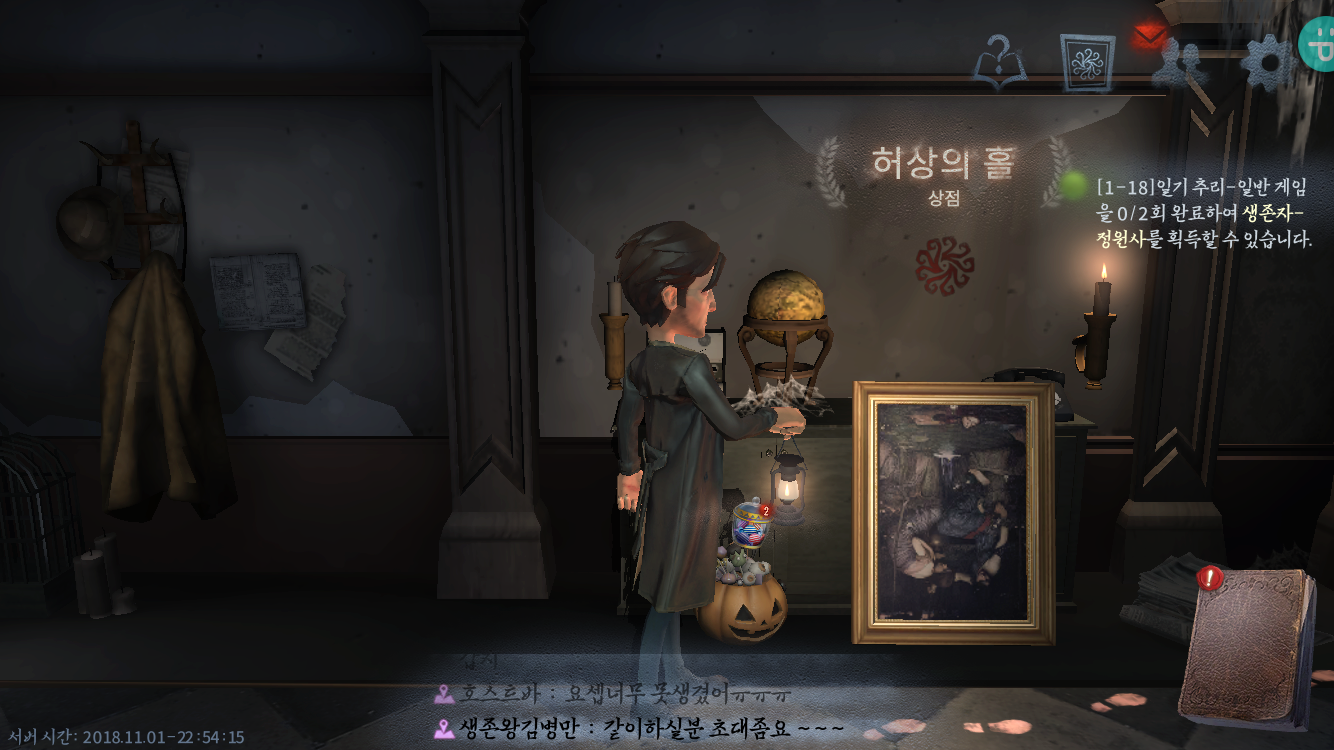 허상의 홀
상점
[1-18]일기 추리-일반 게임
을 0/2회 완료하여 생존자-
정원사를 획득할 수 있습니다.
2
호스트바 : 요셉너무 못생겼어ㅠㅠㅠ
생존왕김병만 : 같이하실분 초대좀요 ~ ~ ~
서버 시간: 2018.11.01-22:54:15